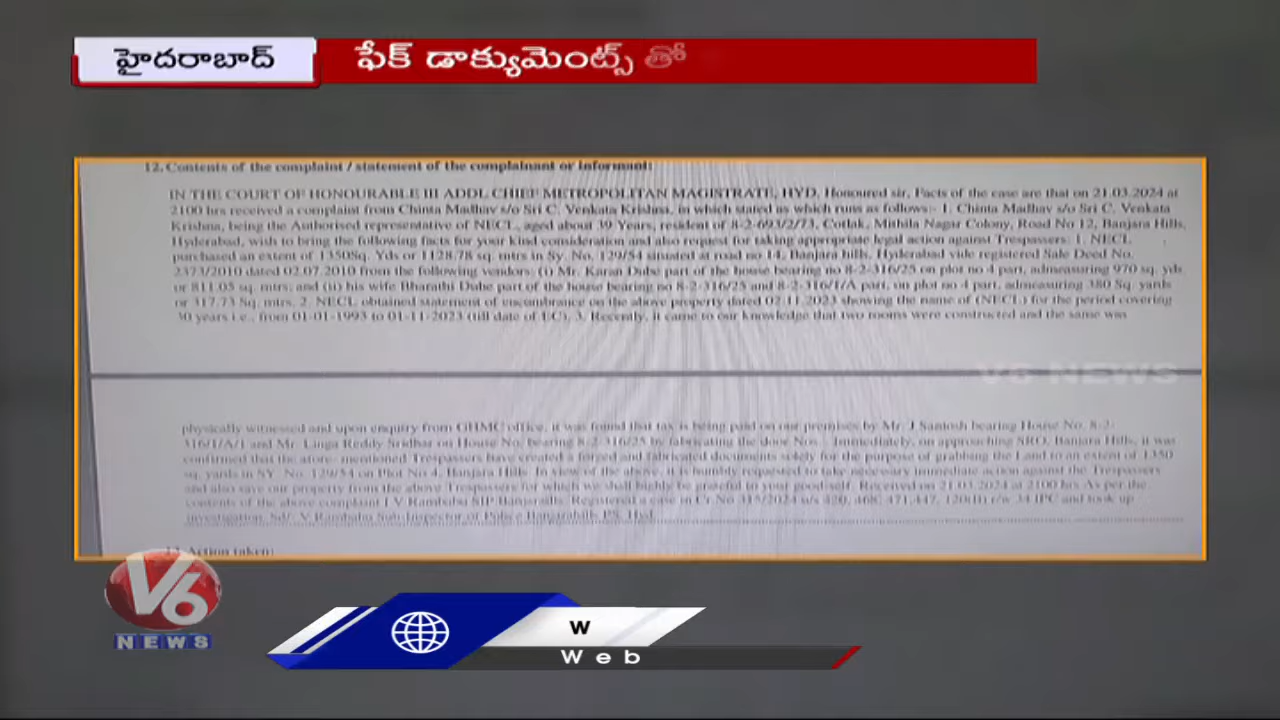 హైదరాబాద్
ఫేక్ డాక్యుమెంట్స్ తో
12. Contents of the complaint / statement of the complainant or informant:
IN THE COURT OF HONOURABLE III ADDL CHIEF METROPOLITAN MAGISTRATE, HYD. Honoured sir, Facts of the case are that on 21.03.2024 at
2100 hrs received a complaint from Chinta Madhav s/o Sri C. Venkata Krishna, in which stated as which runs as follows:- 1. Chinta Madhav s/o Sri C. Venkata
Krishna, being the Authorised representative of NECL, aged about 39 Years, resident of 8-2-693/2/73, Cotlak, Mithila Nagar Colony, Road No 12, Banjara Hills,
Hyderabad, wish to bring the following facts for your kind consideration and also request for taking appropriate legal action against Trespassers: 1. NECL
purchased an extent of 1350Sq. Yds or 1128.78 sq. mtrs in Sy. No. 129/54 situated at road no 14, Banjara hills, Hyderabad vide registered Sale Deed No.
2373/2010 dated 02.07.2010 from the following vendors: (i) Mr. Karan Dube part of the house bearing no 8-2-316/25 on plot no 4 part, admeasuring 970 sq. yds
or 811.05 sq. mtrs; and (ii) his wife Bharathi Dube part of the house bearing no 8-2-316/25 and 8-2-316/1/A part, on plot no 4 part, admeasuring 380 Sq. yards
or 317.73 Sq. mtrs. 2. NECL obtained statement of encumbrance on the above property dated 02.11.2023 showing the name of (NECL) for the period covering
30 years i.e., from 01-01-1993 to 01-11-2023 (till date of EC). 3. Recently, it came to our knowledge that two rooms were constructed and the same was
physically witnessed and upon enquiry from GHMC office, it was found that tax is being paid on our premises by Mr. J Santosh bearing House No. 8-2-
316/1/A/1 and Mr. Linga Reddy Sridhar on House No. bearing 8-2-316/25 by fabricating the door Nos. Immediately, on approaching SRO, Banjara Hills, it was
confirmed that the afore- mentioned Trespassers have created a forged and fabricated documents solely for the purpose of grabbing the Land to an extent of 1350
sq. yards in SY. No. 129/54 on Plot No 4, Banjara Hills. In view of the above, it is humbly requested to take necessary immediate action against the Trespassers
and also save our property from the above Trespassers for which we shall highly be grateful to your goodself. Received on 21.03.2024 at 2100 hrs As per the
contents of the above complaint I V Rambabu SIP Banjarahills Registered a case in Cr.No 315/2024 u/s 420, 468, 471,447, 120(B) r/w 34 IPC and took up
investigation. Sd/- V Rambabu Sub-Inspector of Police Banjarahills PS, Hyd.
Action taken:
V6 NEWS
V6
NEWS
W
Web